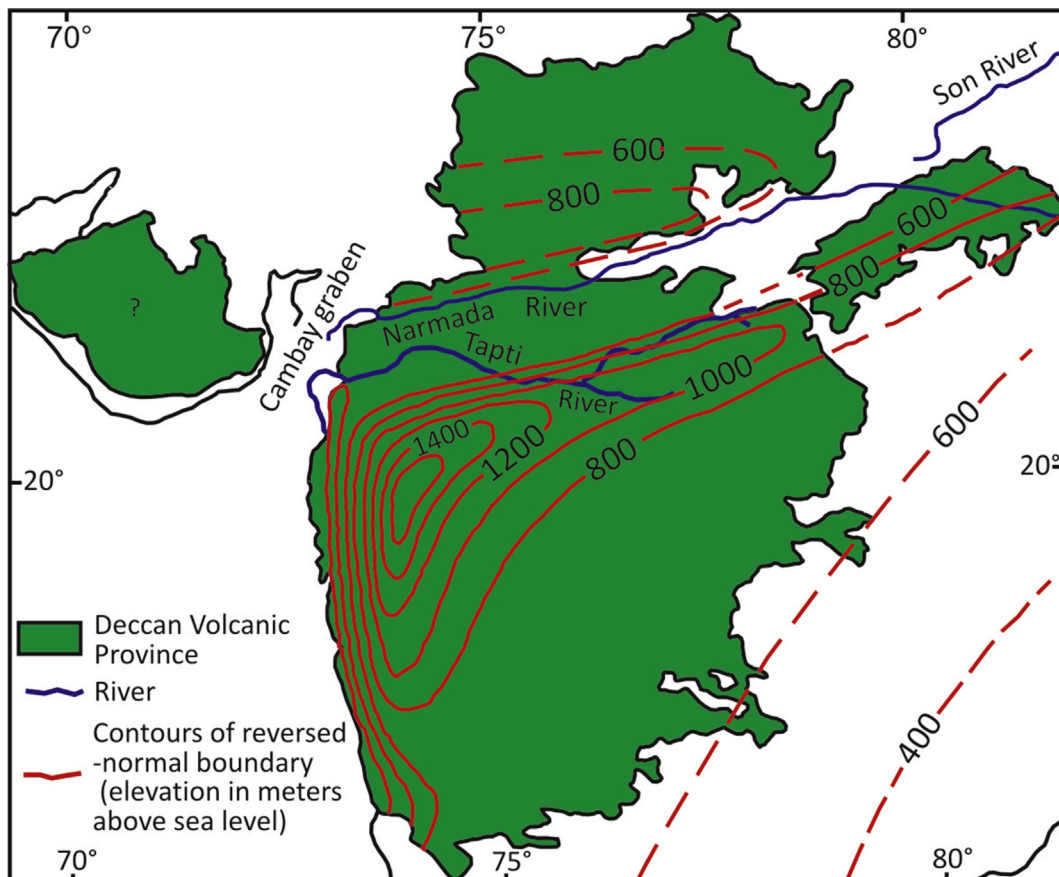 70°
75°
80°
Son River
600
800
600
800
?
Cambay graben
Narmada River
Tapti
River
1000
1400
1200
800
600
20°
20°
400
Deccan Volcanic
Province
River
Contours of reversed
-normal boundary
(elevation in meters
above sea level)
70°
75°
80°